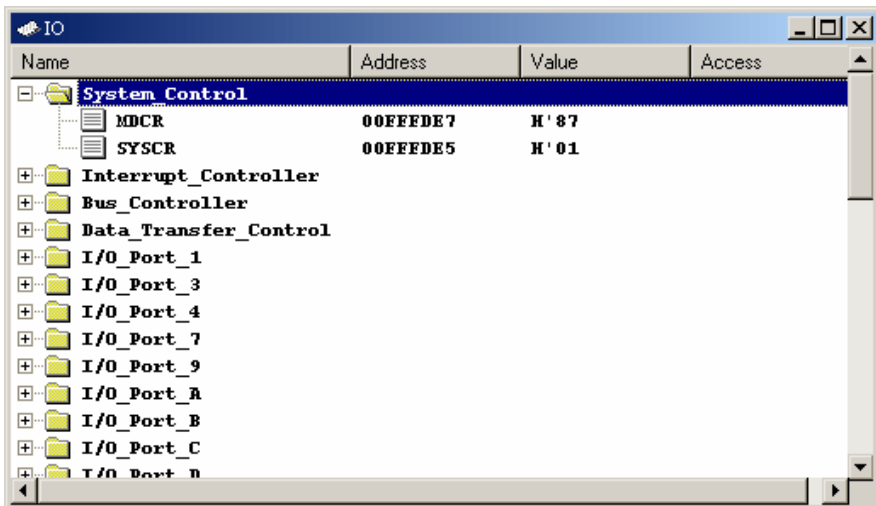 IO
Name Address Value Access
System_Control
MDCR 00FFFDE7 H'87
SYSCR 00FFFDE5 H'01
Interrupt_Controller
Bus_Controller
Data_Transfer_Control
I/O_Port_1
I/O_Port_3
I/O_Port_4
I/O_Port_7
I/O_Port_9
I/O_Port_A
I/O_Port_B
I/O_Port_C
I/O_Port_D